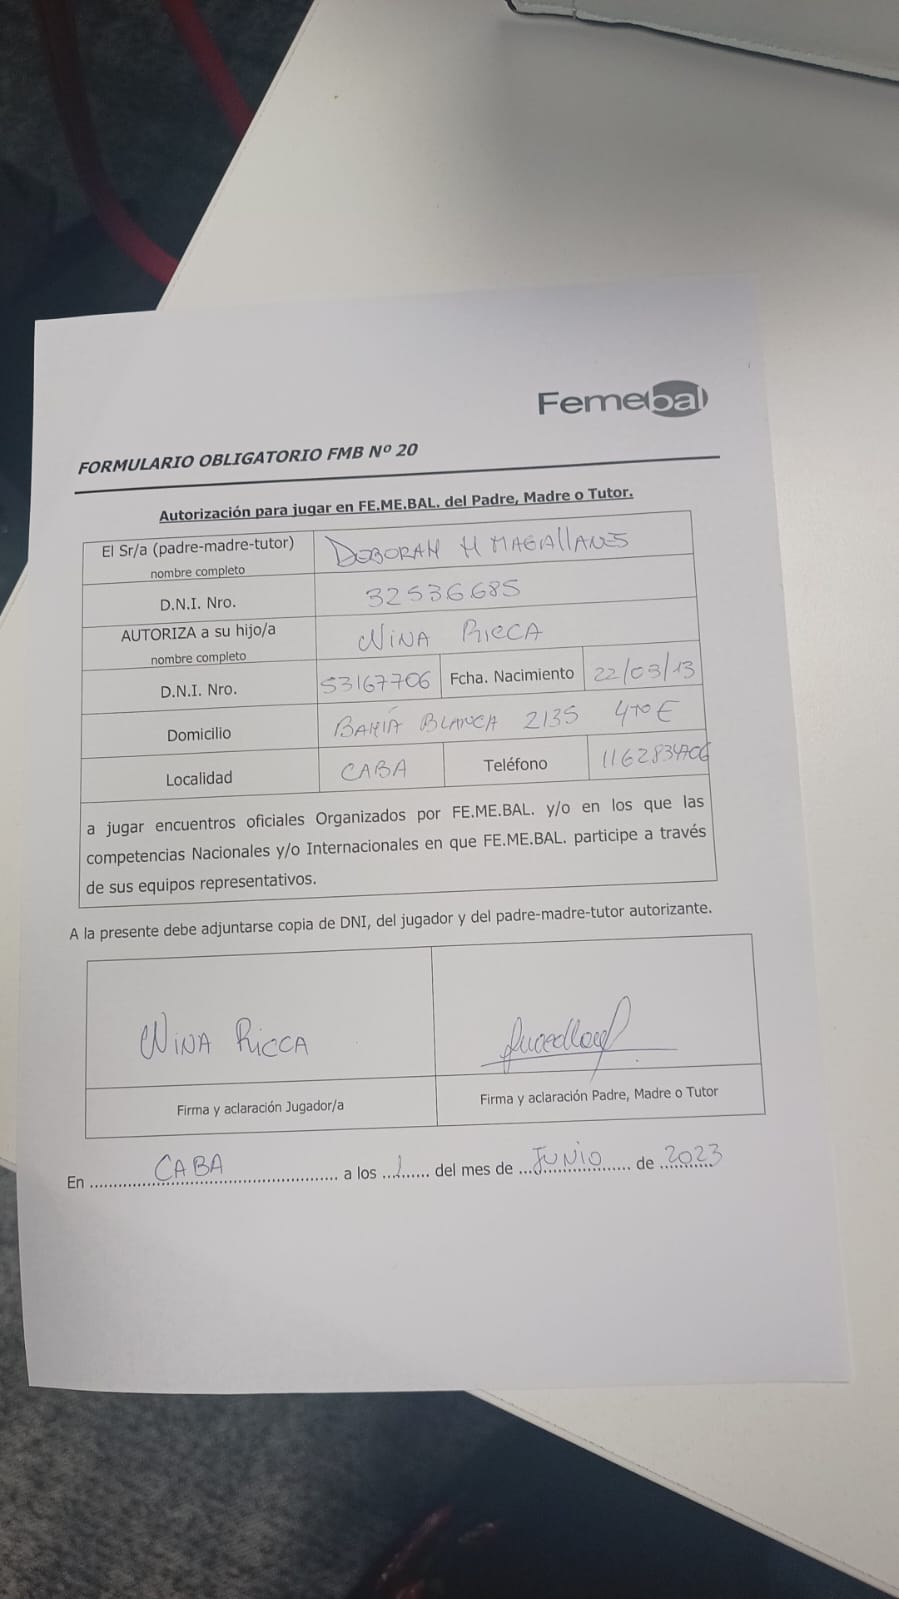 Femebal
FORMULARIO OBLIGATORIO FMB Nº 20
Autorización para jugar en FE.ME.BAL. del Padre, Madre o Tutor.
El Sr/a (padre-madre-tutor)
nombre completo
DEBORAH H MAGAllANES
D.N.I. Nro.
32536685
AUTORIZA a su hijo/a
nombre completo
NINA RICCA
D.N.I. Nro.
53167706
Fcha. Nacimiento
22/03/13
Domicilio
BAHÍA BLANCA 2135 4to E
Localidad
CABA
Teléfono
1162834706
a jugar encuentros oficiales Organizados por FE.ME.BAL. y/o en los que las
competencias Nacionales y/o Internacionales en que FE.ME.BAL. participe a través
de sus equipos representativos.
A la presente debe adjuntarse copia de DNI, del jugador y del padre-madre-tutor autorizante.
NINA RICCA
Firma y aclaración Jugador/a
Firma y aclaración Padre, Madre o Tutor
En CABA a los 1 del mes de JUNIO de 2023